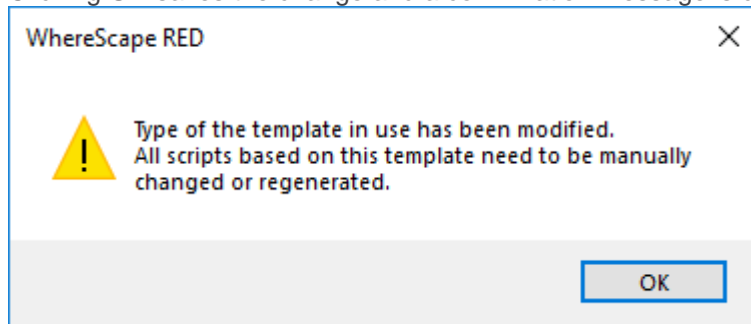 WhereScape RED
Type of the template in use has been modified.
All scripts based on this template need to be manually
changed or regenerated.
OK